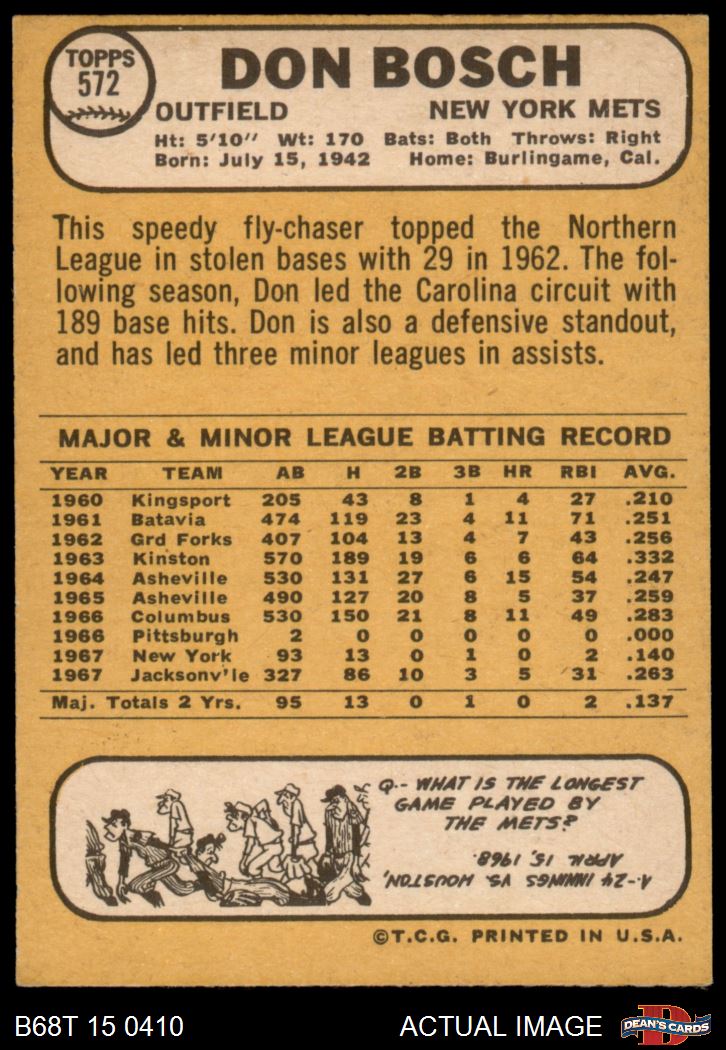 TOPPS
572
DON BOSCH
OUTFIELD NEW YORK METS
Ht: 5'10" Wt: 170 Bats: Both Throws: Right
Born: July 15, 1942 Home: Burlingame, Cal.
This speedy fly-chaser topped the Northern
League in stolen bases with 29 in 1962. The fol-
lowing season, Don led the Carolina circuit with
189 base hits. Don is also a defensive standout,
and has led three minor leagues in assists.
MAJOR & MINOR LEAGUE BATTING RECORD
YEAR TEAM AB H 2B 3B HR RBI AVG.
1960 Kingsport 205 43 8 1 4 27 .210
1961 Batavia 474 119 23 4 11 71 .251
1962 Grd Forks 407 104 13 4 7 43 .256
1963 Kinston 570 189 19 6 6 64 .332
1964 Asheville 530 131 27 6 15 54 .247
1965 Asheville 490 127 20 8 5 37 .259
1966 Columbus 530 150 21 8 11 49 .283
1966 Pittsburgh 2 0 0 0 0 0 .000
1967 New York 93 13 0 1 0 2 .140
1967 Jacksonv'le 327 86 10 3 5 31 .263
Maj. Totals 2 Yrs. 95 13 0 1 0 2 .137
Q-- WHAT IS THE LONGEST
GAME PLAYED BY
THE METS?
A--24 INNINGS VS. HOUSTON,
APRIL 15, 1968.
©T.C.G. PRINTED IN U.S.A.
B68T 15 0410 ACTUAL IMAGE
D
DEAN'S CARDS